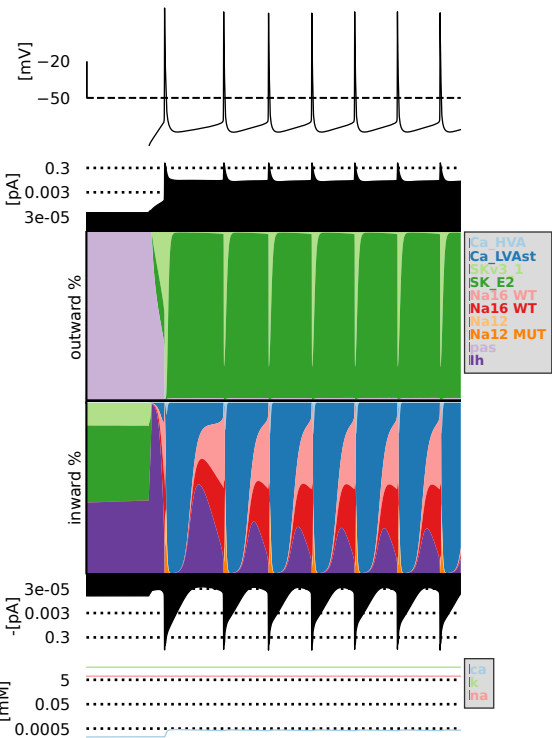 [mV]
−20
−50
[pA]
0.3
0.003
3e-05
outward %
Ca_HVA
Ca_LVAst
SKv3_1
SK_E2
Na16 WT
Na16 WT
Na12
Na12 MUT
pas
Ih
inward %
-[pA]
3e-05
0.003
0.3
[mM]
5
0.05
0.0005
ca
k
na